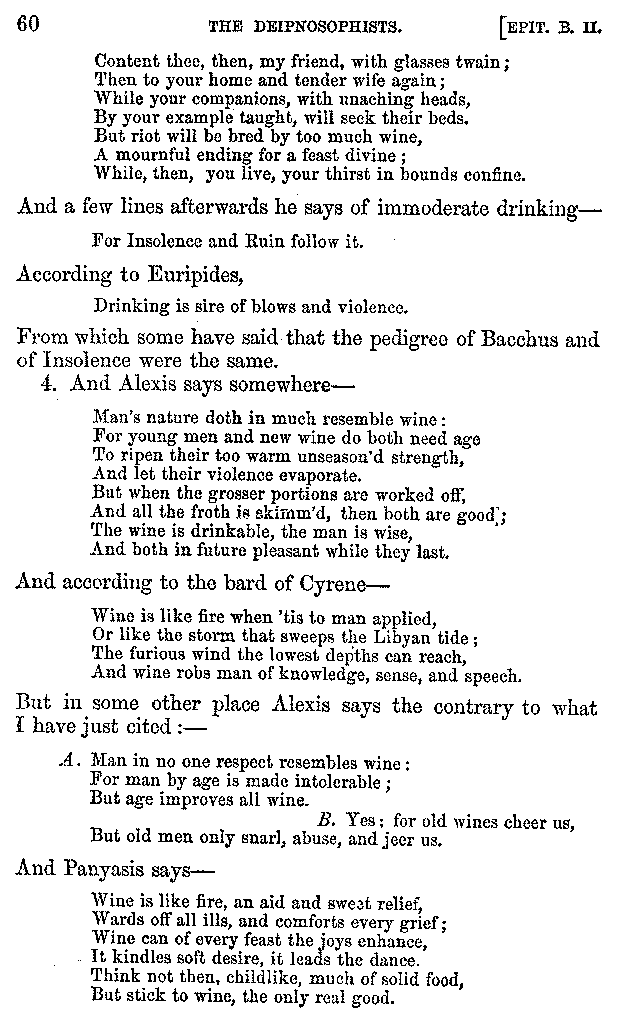 60 THE DEIPNOSOPHISTS. [EPIT. B. II.
Content thee, then, my friend, with glasses twain;
Then to your home and tender wife again;
While your companions, with unaching heads,
By your example taught, will seek their beds.
But riot will be bred by too much wine,
A mournful ending for a feast divine;
While, then, you live, your thirst in bounds confine.
And a few lines afterwards he says of immoderate drinking—
For Insolence and Ruin follow it.
According to Euripides,
Drinking is sire of blows and violence.
From which some have said that the pedigree of Bacchus and
of Insolence were the same.
4. And Alexis says somewhere—
Man's nature doth in much resemble wine:
For young men and new wine do both need age
To ripen their too warm unseason'd strength,
And let their violence evaporate.
But when the grosser portions are worked off,
And all the froth is skimm'd, then both are good;
The wine is drinkable, the man is wise,
And both in future pleasant while they last.
And according to the bard of Cyrene—
Wine is like fire when 'tis to man applied,
Or like the storm that sweeps the Libyan tide;
The furious wind the lowest depths can reach,
And wine robs man of knowledge, sense, and speech.
But in some other place Alexis says the contrary to what
I have just cited:—
A. Man in no one respect resembles wine:
For man by age is made intolerable;
But age improves all wine.
B. Yes; for old wines cheer us,
But old men only snarl, abuse, and jeer us.
And Panyasis says—
Wine is like fire, an aid and sweet relief,
Wards off all ills, and comforts every grief;
Wine can of every feast the joys enhance,
It kindles soft desire, it leads the dance.
Think not then, childlike, much of solid food,
But stick to wine, the only real good.